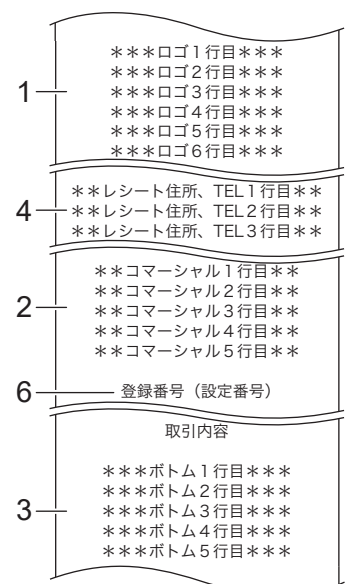 ***ロゴ1行目***
***ロゴ2行目***
1
***ロゴ3行目***
***ロゴ4行目***
***ロゴ5行目***
***ロゴ6行目***
**レシート住所、TEL1行目**
4
**レシート住所、TEL2行目**
**レシート住所、TEL3行目**
**コマーシャル1行目**
**コマーシャル2行目**
2
**コマーシャル3行目**
**コマーシャル4行目**
**コマーシャル5行目**
6
登録番号（設定番号）
取引内容
***ボトム1行目***
***ボトム2行目***
3
***ボトム3行目***
***ボトム4行目***
***ボトム5行目***